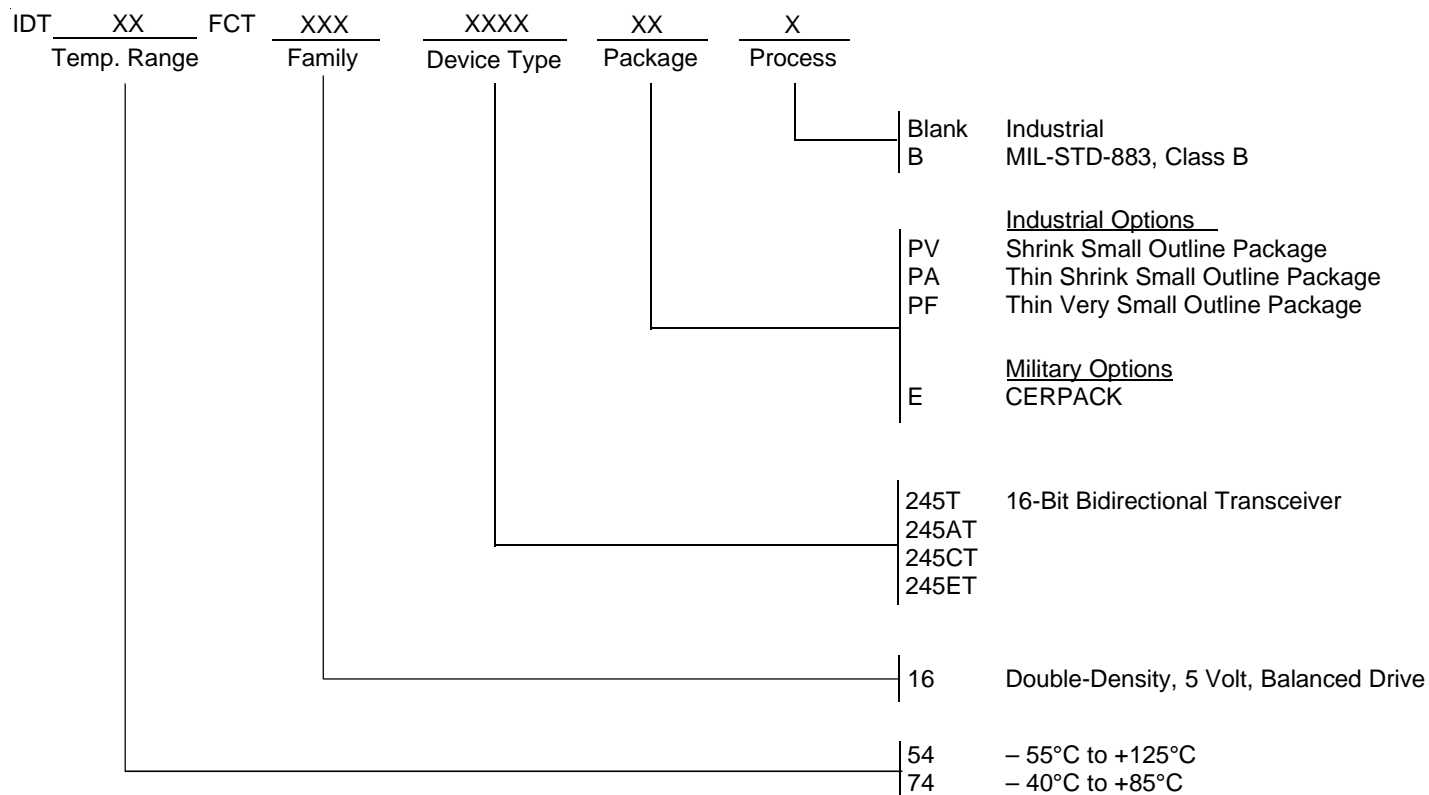 IDT XX FCT XXX XXXX XX X
Temp. Range Family Device Type Package Process
Blank Industrial
B MIL-STD-883, Class B
Industrial Options
PV Shrink Small Outline Package
PA Thin Shrink Small Outline Package
PF Thin Very Small Outline Package
Military Options
E CERPACK
245T 16-Bit Bidirectional Transceiver
245AT
245CT
245ET
16 Double-Density, 5 Volt, Balanced Drive
54 – 55°C to +125°C
74 – 40°C to +85°C